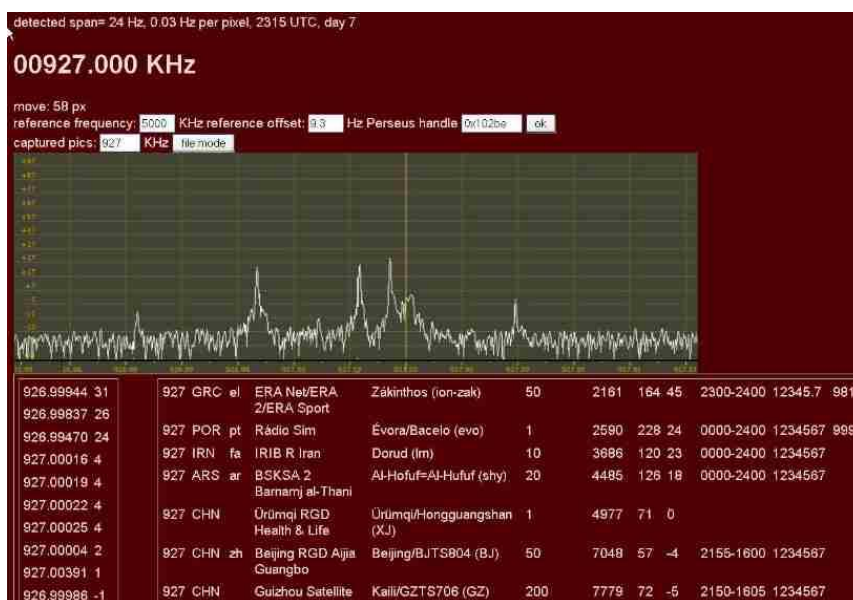 detected span= 24 Hz, 0.03 Hz per pixel, 2315 UTC, day 7
00927.000 KHz
move: 58 px
reference frequency: 5000 KHz reference offset: 9.3 Hz Perseus handle 0x102be ok
captured pics: 927 KHz file mode
926.99944 31
926.99837 26
926.99470 24
927.00016 4
927.00019 4
927.00022 4
927.00025 4
927.00004 2
927.00391 1
926.99986 -1
927 GRC el ERA Net/ERA Zákinthos (ion-zak) 50 2161 164 45 2300-2400 12345.7 981
2/ERA Sport
927 POR pt Rádio Sim Évora/Bacelo (evo) 1 2590 228 24 0000-2400 1234567 999
927 IRN fa IRIB R Iran Dorud (lm) 10 3686 120 23 0000-2400 1234567
927 ARS ar BSKSA 2 Al-Hofuf=Al-Hufuf (shy) 20 4485 126 18 0000-2400 1234567
Barnamj al-Thani
927 CHN Ürümqi RGD Ürümqi/Hongguangshan 1 4977 71 0
Health & Life (XJ)
927 CHN zh Beijing RGD Aijia Beijing/BJTS804 (BJ) 50 7048 57 -4 2155-1600 1234567
Guangbo
927 CHN Guizhou Satellite Kaili/GZTS706 (GZ) 200 7779 72 -5 2150-1605 1234567